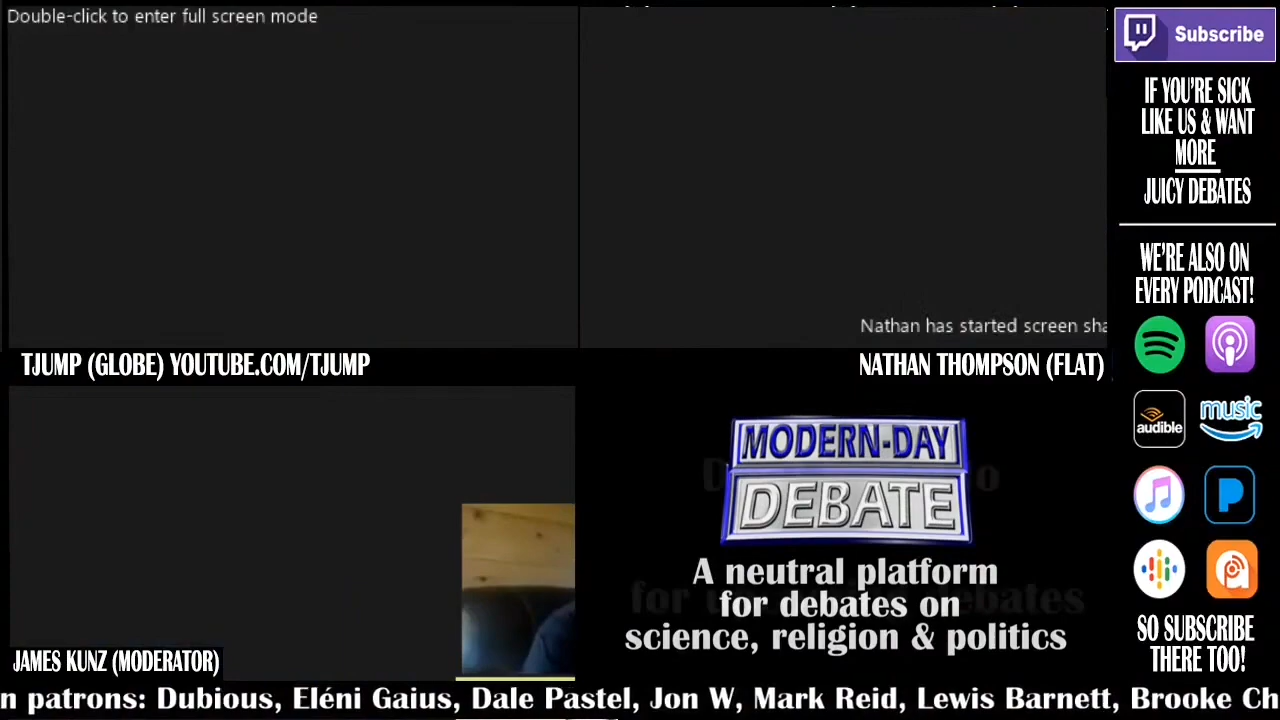 Double-click to enter full screen mode
Nathan has started screen sha
TJUMP (GLOBE) YOUTUBE.COM/TJUMP
NATHAN THOMPSON (FLAT)
JAMES KUNZ (MODERATOR)
MODERN-DAY
DEBATE
A neutral platform
for debates on
science, religion & politics
Subscribe
IF YOU'RE SICK
LIKE US & WANT
MORE
JUICY DEBATES
WE'RE ALSO ON
EVERY PODCAST!
audible
music
SO SUBSCRIBE
THERE TOO!
n patrons: Dubious, Eléni Gaius, Dale Pastel, Jon W, Mark Reid, Lewis Barnett, Brooke Ch